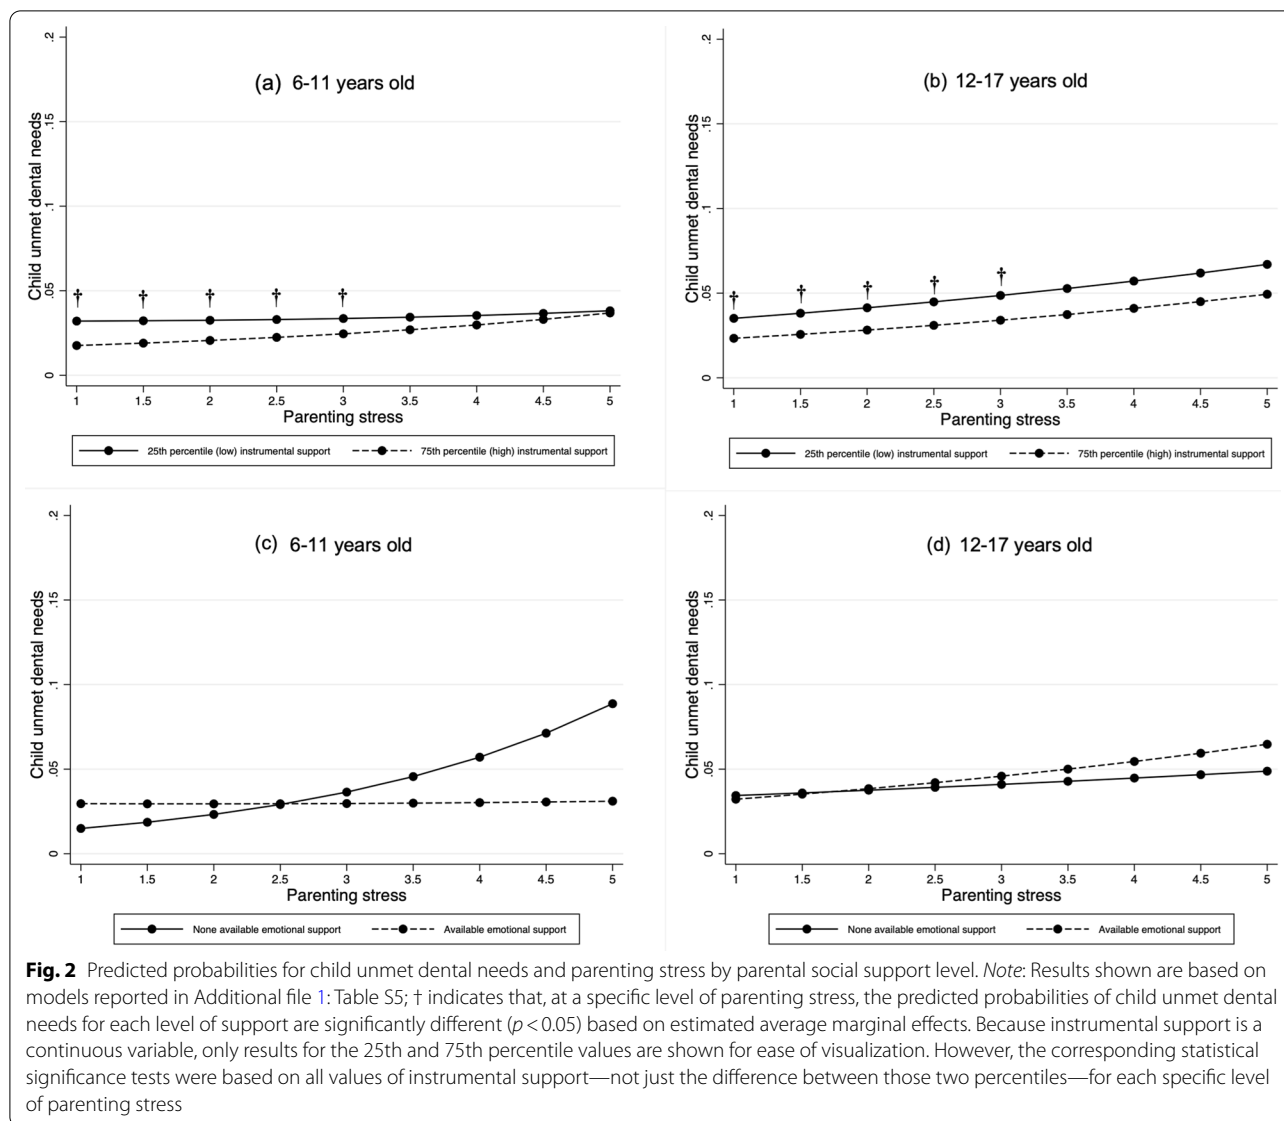 (a) 6-11 years old
Child unmet dental needs
.2
.15
.1
.05
0
† † † † †
1 1.5 2 2.5 3 3.5 4 4.5 5
Parenting stress
25th percentile (low) instrumental support 75th percentile (high) instrumental support
(b) 12-17 years old
Child unmet dental needs
.2
.15
.1
.05
0
† † † † †
1 1.5 2 2.5 3 3.5 4 4.5 5
Parenting stress
25th percentile (low) instrumental support 75th percentile (high) instrumental support
(c) 6-11 years old
Child unmet dental needs
.2
.15
.1
.05
0
1 1.5 2 2.5 3 3.5 4 4.5 5
Parenting stress
None available emotional support Available emotional support
(d) 12-17 years old
Child unmet dental needs
.2
.15
.1
.05
0
1 1.5 2 2.5 3 3.5 4 4.5 5
Parenting stress
None available emotional support Available emotional support
Fig. 2 Predicted probabilities for child unmet dental needs and parenting stress by parental social support level. Note: Results shown are based on
models reported in Additional file 1: Table S5; † indicates that, at a specific level of parenting stress, the predicted probabilities of child unmet dental
needs for each level of support are significantly different (p < 0.05) based on estimated average marginal effects. Because instrumental support is a
continuous variable, only results for the 25th and 75th percentile values are shown for ease of visualization. However, the corresponding statistical
significance tests were based on all values of instrumental support—not just the difference between those two percentiles—for each specific level
of parenting stress